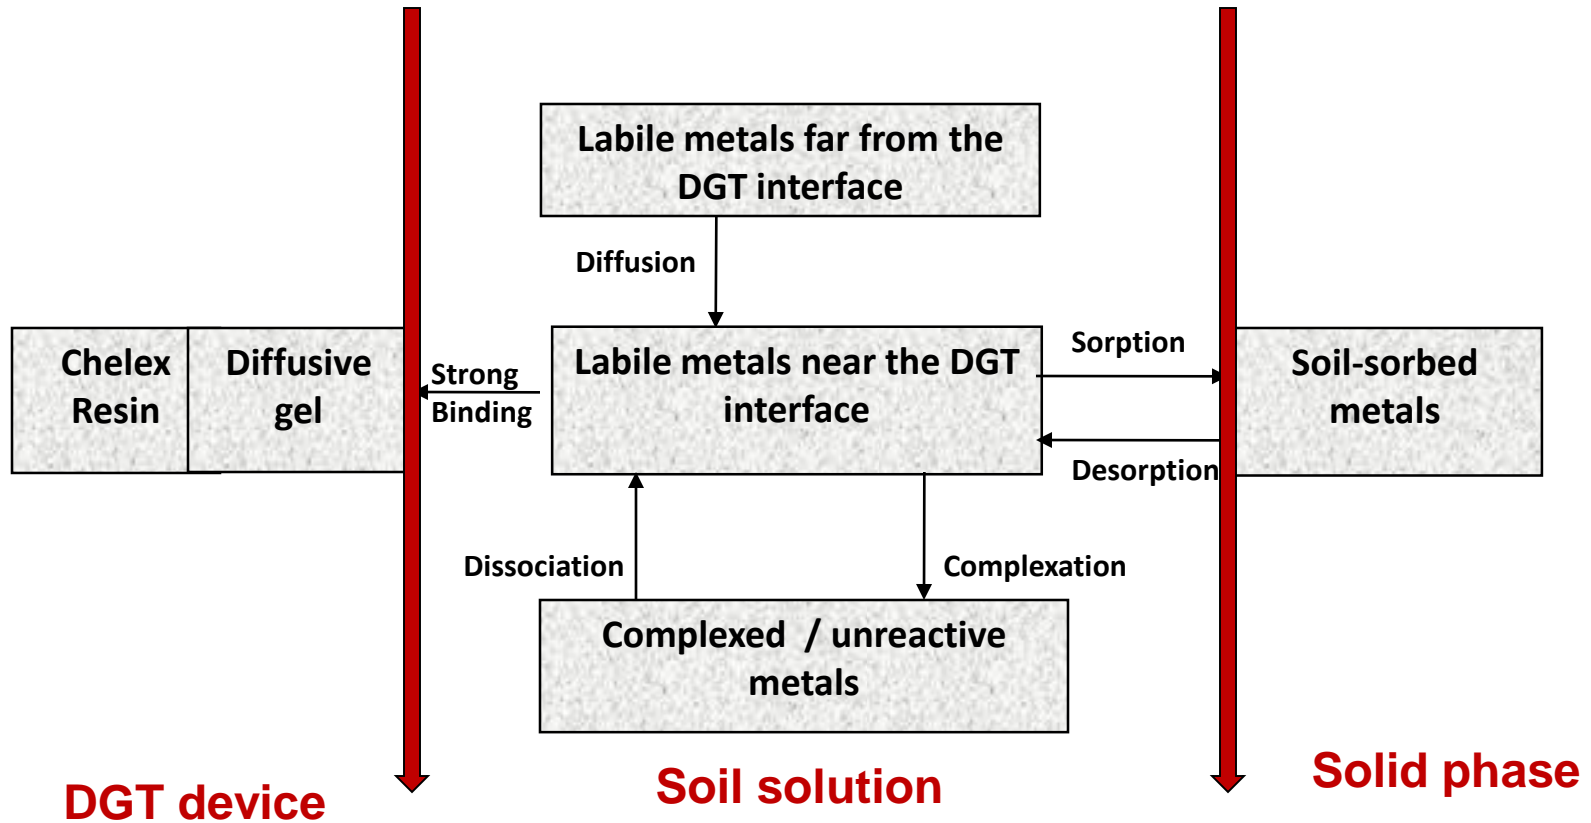 Labile metals far from the
DGT interface
Diffusion
Chelex
Resin
Diffusive
gel
Strong
Binding
Labile metals near the DGT
interface
Sorption
Desorption
Soil-sorbed
metals
Dissociation
Complexation
Complexed / unreactive
metals
DGT device
Soil solution
Solid phase